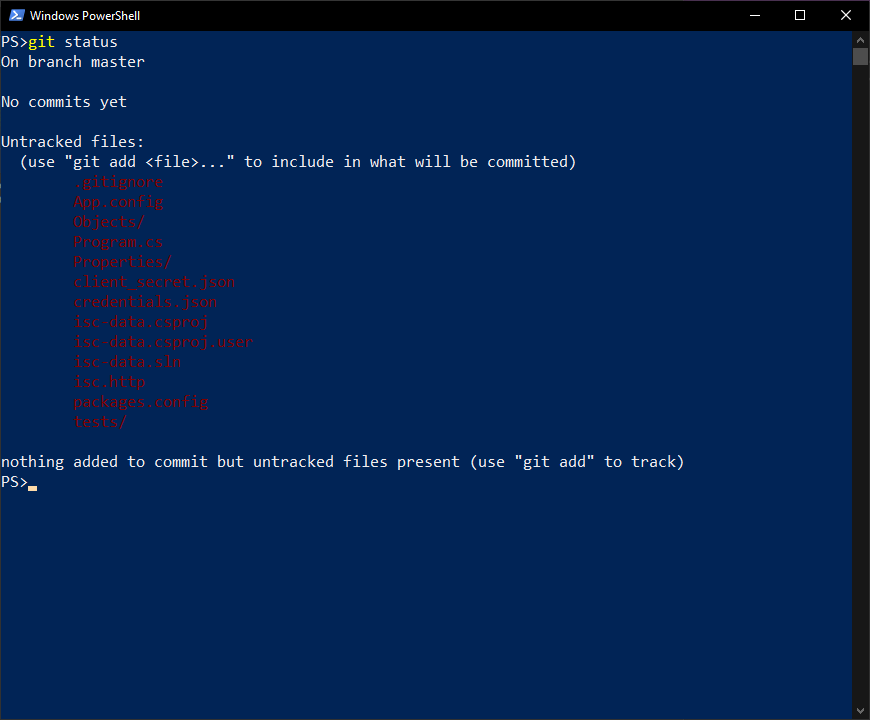 Windows PowerShell
PS>git status
On branch master
No commits yet
Untracked files:
(use "git add <file>..." to include in what will be committed)
.gitignore
App.config
Objects/
Program.cs
Properties/
client_secret.json
credentials.json
isc-data.csproj
isc-data.csproj.user
isc-data.sln
isc.http
packages.config
tests/
nothing added to commit but untracked files present (use "git add" to track)
PS>